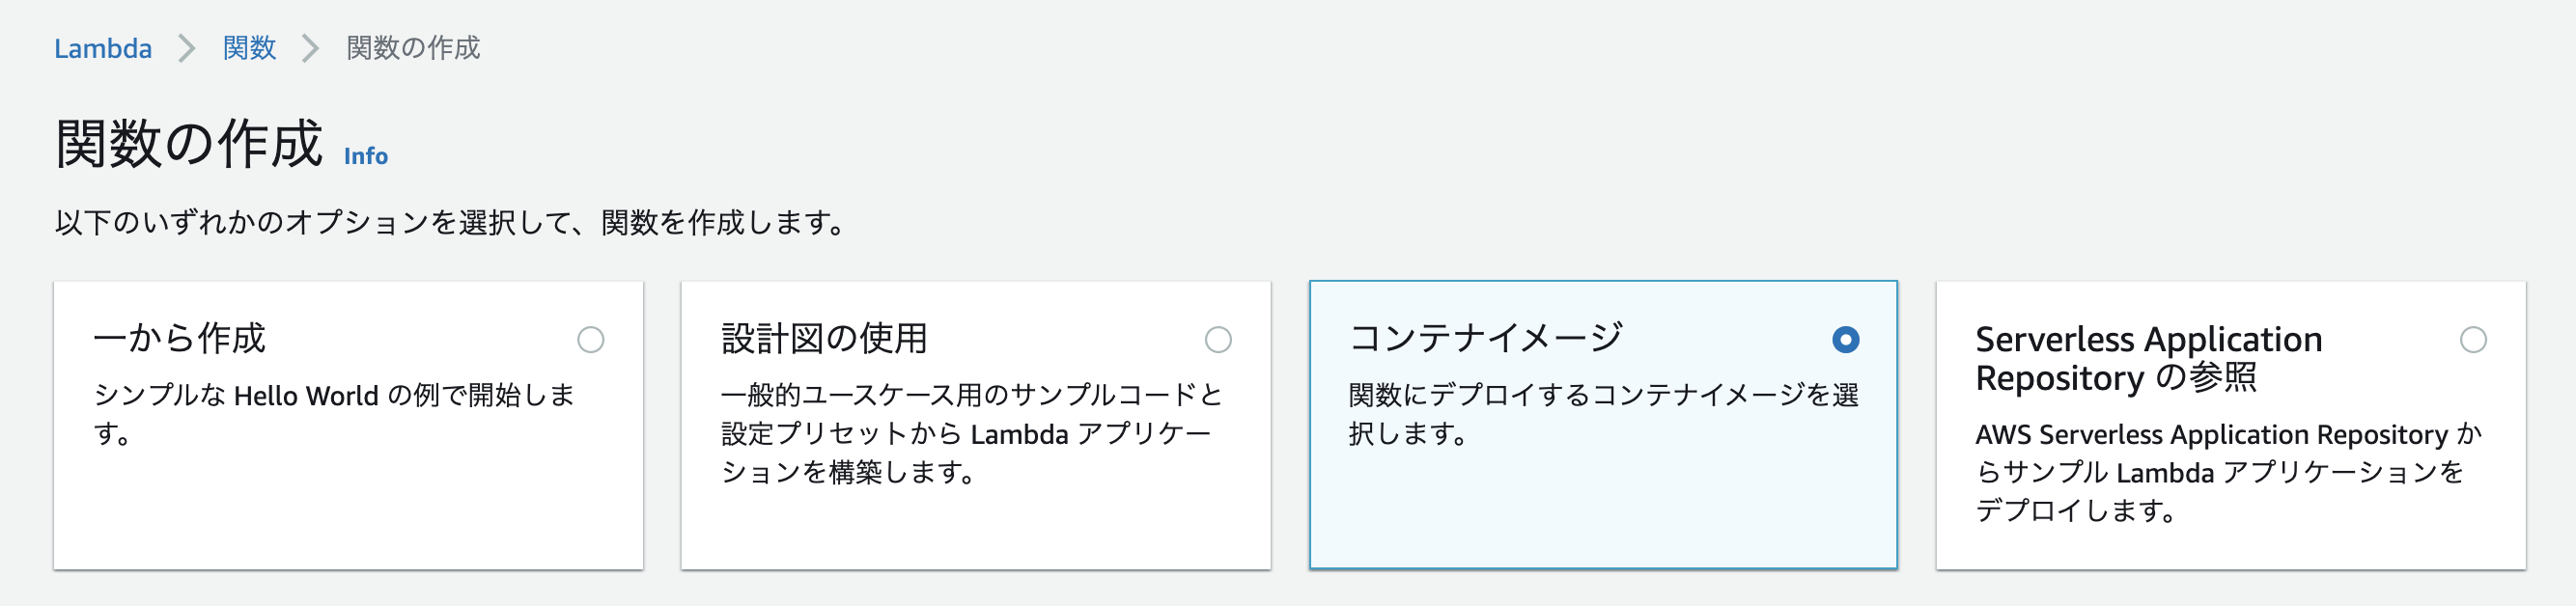 Lambda > 関数 > 関数の作成
関数の作成 Info
以下のいずれかのオプションを選択して、関数を作成します。
一から作成
シンプルな Hello World の例で開始しま
す。
設計図の使用
一般的ユースケース用のサンプルコードと
設定プリセットから Lambda アプリケー
ションを構築します。
コンテナイメージ
関数にデプロイするコンテナイメージを選
択します。
Serverless Application
Repository の参照
AWS Serverless Application Repository か
らサンプル Lambda アプリケーションを
デプロイします。